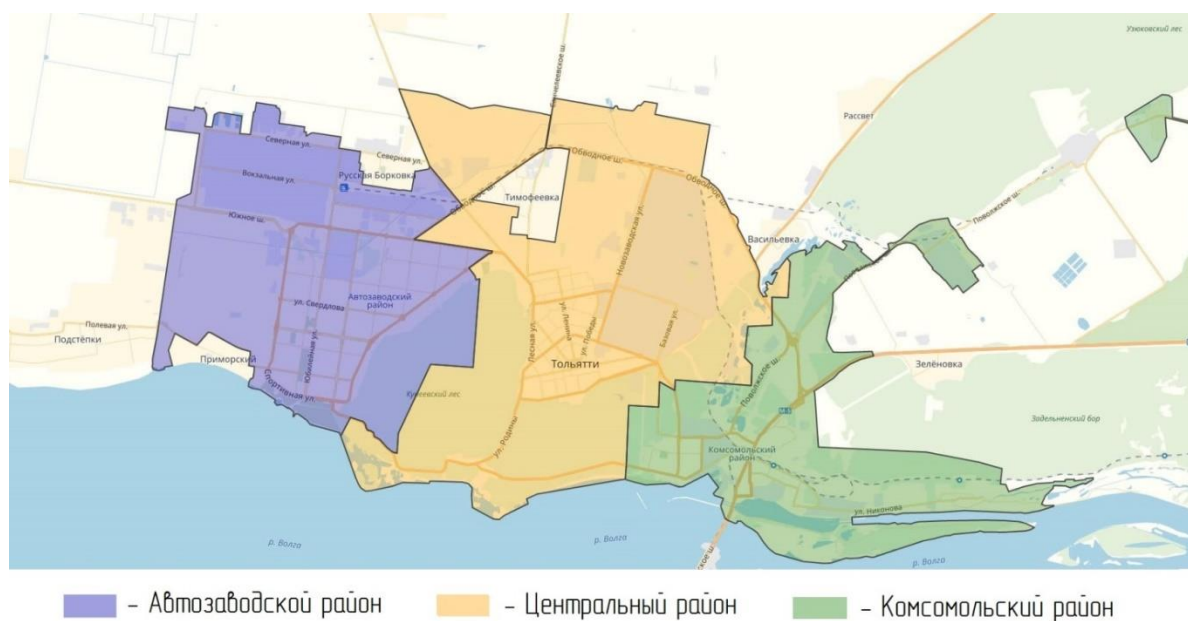 Узюковский лес
Рассвет
Северная ул.
Северная ул.
Обводное ш.
Русская Борковка
Вокзальная ул.
Обводное ш.
Тимофеевка
Поволжское ш.
Южное ш.
Новозаводская ул.
Васильевка
ул. Свердлова
Автозаводский
район
Полевая ул.
Подстёпки
Приморский
Юбилейная ул.
Спортивная ул.
Лесная ул.
ул. Ленина
ул. Победы
Базовая ул.
Тольятти
Зелёновка
Поволжское ш.
М-5
Задельненский бор
ул. Родины
Комсомольский
район
ул. Никонова
р. Волга
р. Волга
р. Волга
- Автозаводской район
- Центральный район
- Комсомольский район